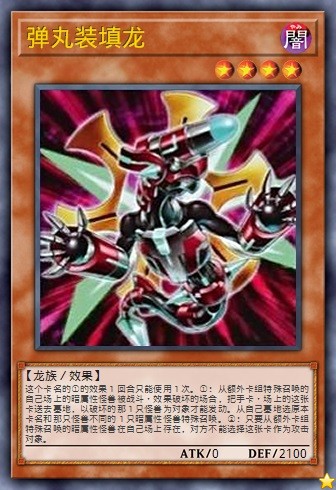 弹丸装填龙
闇
【龙族／效果】
这个卡名的①的效果1回合只能使用1次。①：从额外卡组特殊召唤的
自己场上的暗属性怪兽被战斗·效果破坏的场合，把手卡·场上的这张
卡送去墓地，以破坏的那1只怪兽为对象才能发动。从自己墓地选原本
卡名和那只怪兽不同的1只暗属性怪兽特殊召唤。②：只要从额外卡组
特殊召唤的暗属性怪兽在自己场上存在，对方不能选择这张卡作为攻击
对象。
ATK/0 DEF/2100